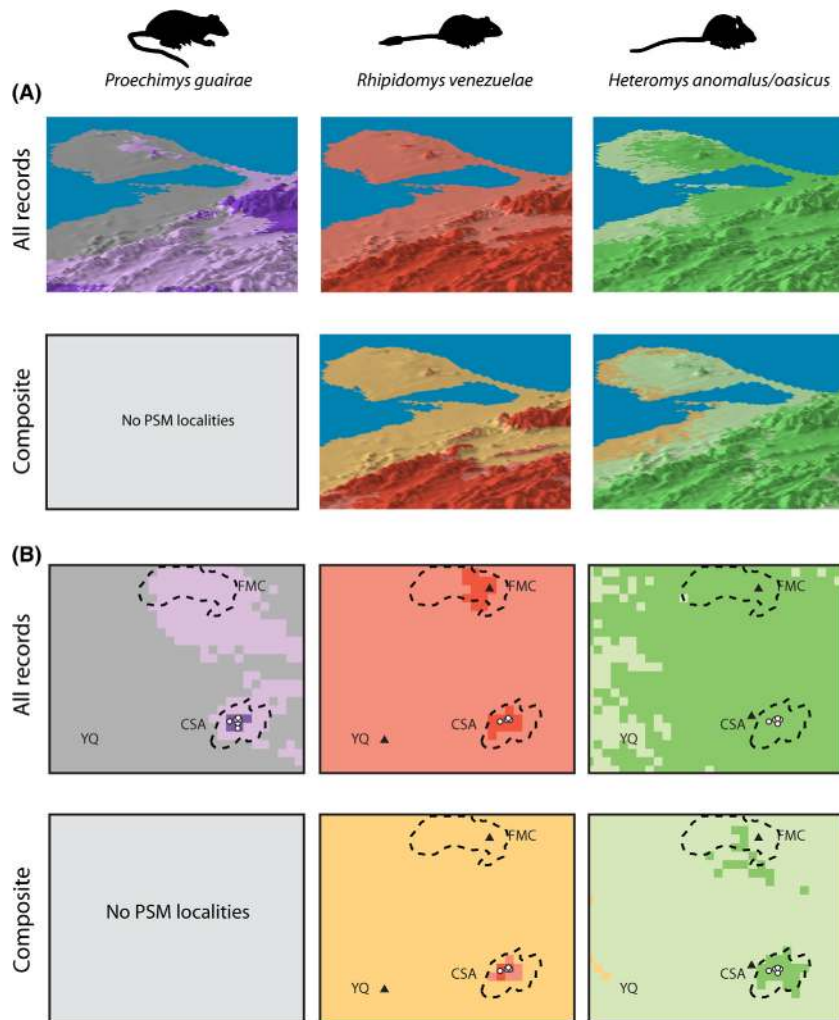 Proechimys guairae
Rhipidomys venezuelae
Heteromys anomalus/oasicus
(A)
All records
Composite
No PSM localities
(B)
All records
FMC
CSA
YQ
FMC
CSA
YQ
FMC
CSA
YQ
Composite
No PSM localities
FMC
CSA
YQ
FMC
CSA
YQ